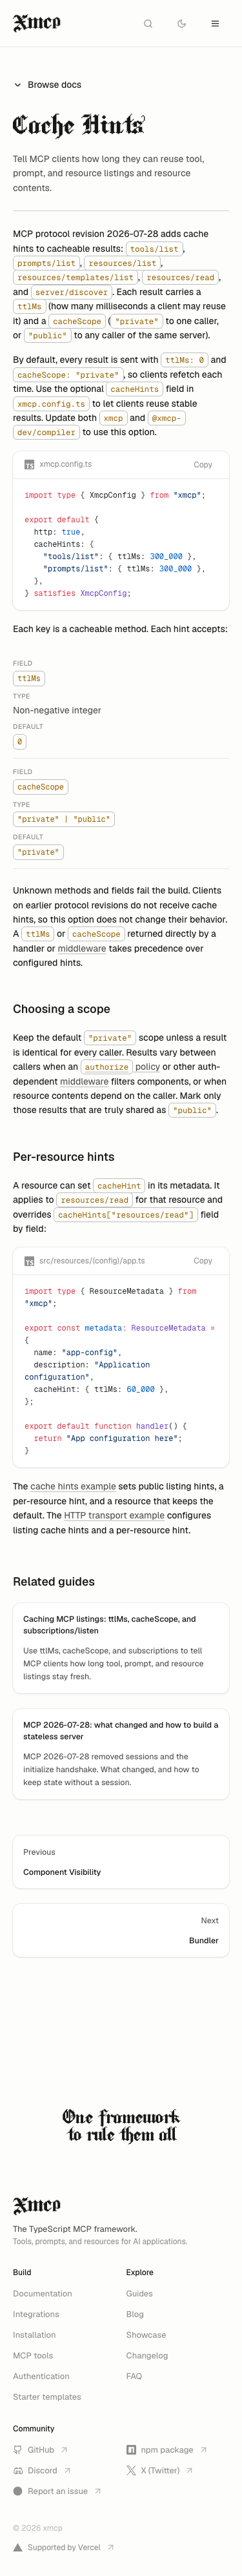 Xmcp
Browse docs
Cache Hints
Tell MCP clients how long they can reuse tool,
prompt, and resource listings and resource
contents.
MCP protocol revision 2026-07-28 adds cache
hints to cacheable results: tools/list,
prompts/list, resources/list,
resources/templates/list, resources/read,
and server/discover. Each result carries a
ttlMs (how many milliseconds a client may reuse
it) and a cacheScope ("private" to one caller,
or "public" to any caller of the same server).
By default, every result is sent with ttlMs: 0 and
cacheScope: "private", so clients refetch each
time. Use the optional cacheHints field in
xmcp.config.ts to let clients reuse stable
results. Update both xmcp and @xmcp-
dev/compiler to use this option.
TS xmcp.config.ts Copy
import type { XmcpConfig } from "xmcp";
export default {
http: true,
cacheHints: {
"tools/list": { ttlMs: 300_000 },
"prompts/list": { ttlMs: 300_000 },
},
} satisfies XmcpConfig;
Each key is a cacheable method. Each hint accepts:
FIELD
ttlMs
TYPE
Non-negative integer
DEFAULT
0
FIELD
cacheScope
TYPE
"private" | "public"
DEFAULT
"private"
Unknown methods and fields fail the build. Clients
on earlier protocol revisions do not receive cache
hints, so this option does not change their behavior.
A ttlMs or cacheScope returned directly by a
handler or middleware takes precedence over
configured hints.
Choosing a scope
Keep the default "private" scope unless a result
is identical for every caller. Results vary between
callers when an authorize policy or other auth-
dependent middleware filters components, or when
resource contents depend on the caller. Mark only
those results that are truly shared as "public".
Per-resource hints
A resource can set cacheHint in its metadata. It
applies to resources/read for that resource and
overrides cacheHints["resources/read"] field
by field:
TS src/resources/(config)/app.ts Copy
import type { ResourceMetadata } from
"xmcp";
export const metadata: ResourceMetadata =
{
name: "app-config",
description: "Application
configuration",
cacheHint: { ttlMs: 60_000 },
};
export default function handler() {
return "App configuration here";
}
The cache hints example sets public listing hints, a
per-resource hint, and a resource that keeps the
default. The HTTP transport example configures
listing cache hints and a per-resource hint.
Related guides
Caching MCP listings: ttlMs, cacheScope, and
subscriptions/listen
Use ttlMs, cacheScope, and subscriptions to tell
MCP clients how long tool, prompt, and resource
listings stay fresh.
MCP 2026-07-28: what changed and how to build a
stateless server
MCP 2026-07-28 removed sessions and the
initialize handshake. What changed, and how to
keep state without a session.
Previous
Component Visibility
Next
Bundler
One framework
to rule them all
Xmcp
The TypeScript MCP framework.
Tools, prompts, and resources for AI applications.
Build Explore
Documentation Guides
Integrations Blog
Installation Showcase
MCP tools Changelog
Authentication FAQ
Starter templates
Community
GitHub npm package
Discord X (Twitter)
Report an issue
© 2026 xmcp
Supported by Vercel